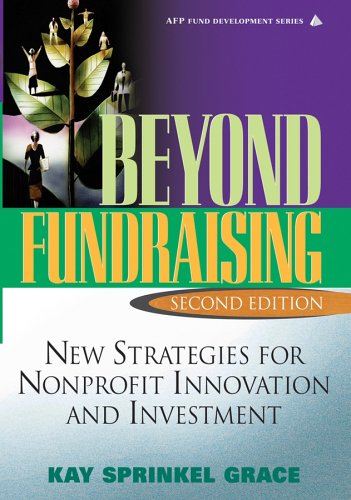 AFP FUND DEVELOPMENT SERIES
BEYOND
FUNDRAISING
SECOND EDITION
NEW STRATEGIES FOR
NONPROFIT INNOVATION
AND INVESTMENT
KAY SPRINKEL GRACE